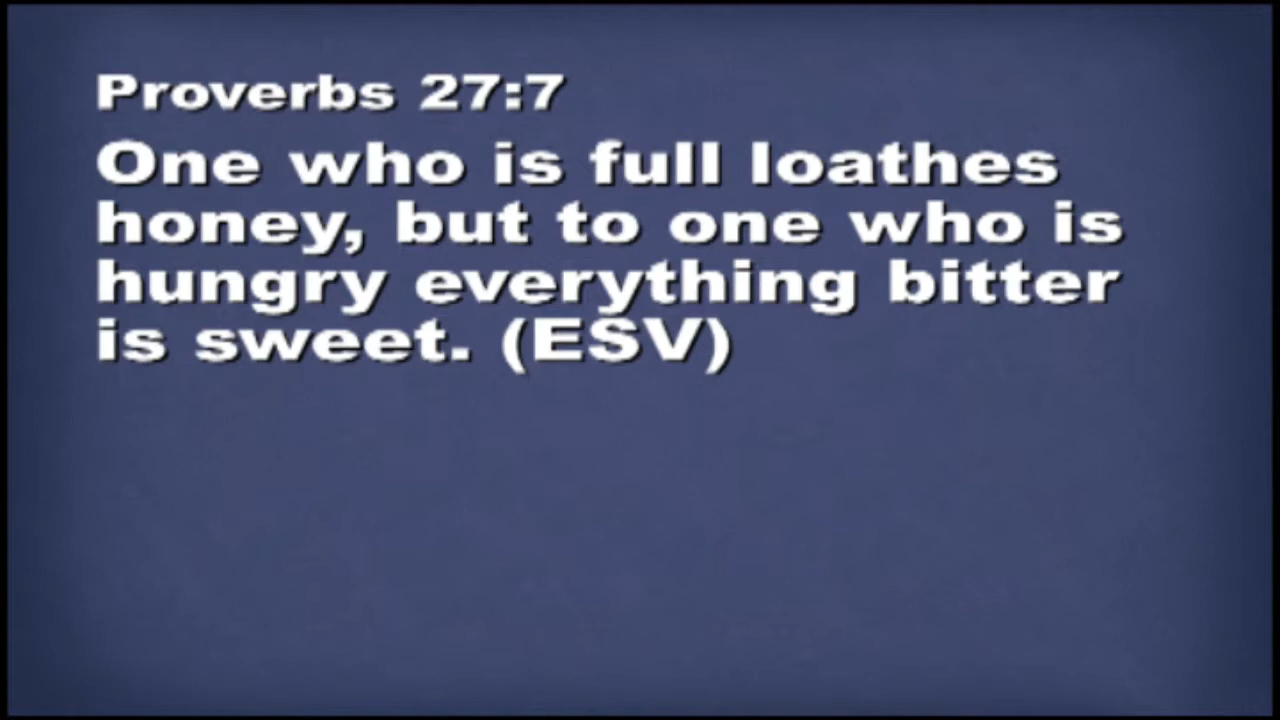 Proverbs 27:7
One who is full loathes
honey, but to one who is
hungry everything bitter
is sweet. (ESV)